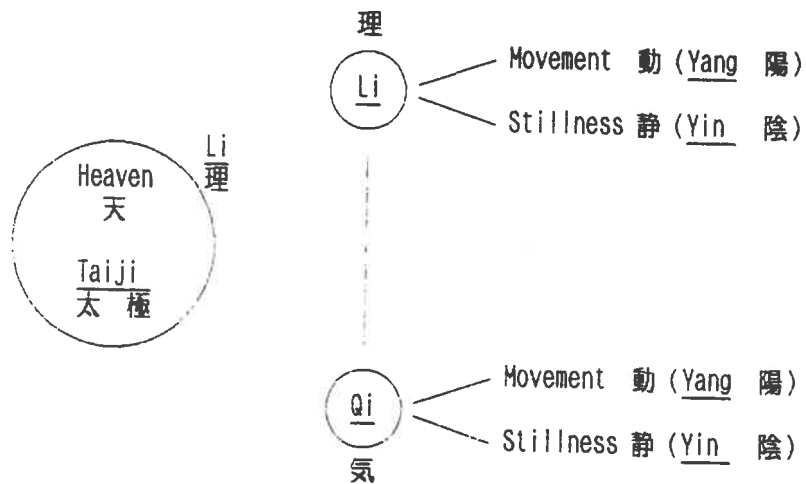 理
Li
Movement 動 (Yang 陽)
Stillness 静 (Yin 陰)
Li
理
Heaven
天
Taiji
太 極
Qi
気
Movement 動 (Yang 陽)
Stillness 静 (Yin 陰)